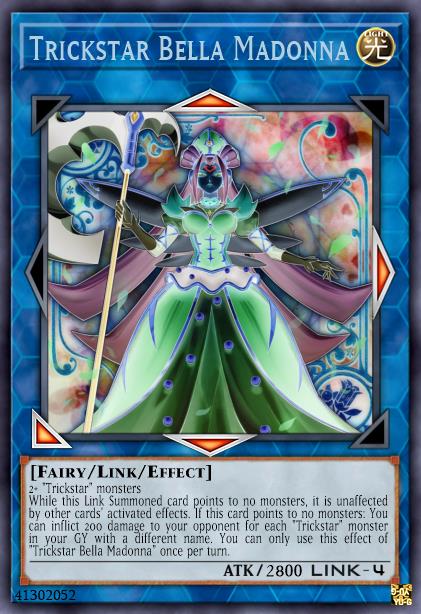 TRICKSTAR BELLA MADONNA
LIGHT
光
[FAIRY/LINK/EFFECT]
2+ "Trickstar" monsters
While this Link Summoned card points to no monsters, it is unaffected
by other cards' activated effects. If this card points to no monsters: You
can inflict 200 damage to your opponent for each "Trickstar" monster
in your GY with a different name. You can only use this effect of
"Trickstar Bella Madonna" once per turn.
ATK/2800 LINK-4
41302052